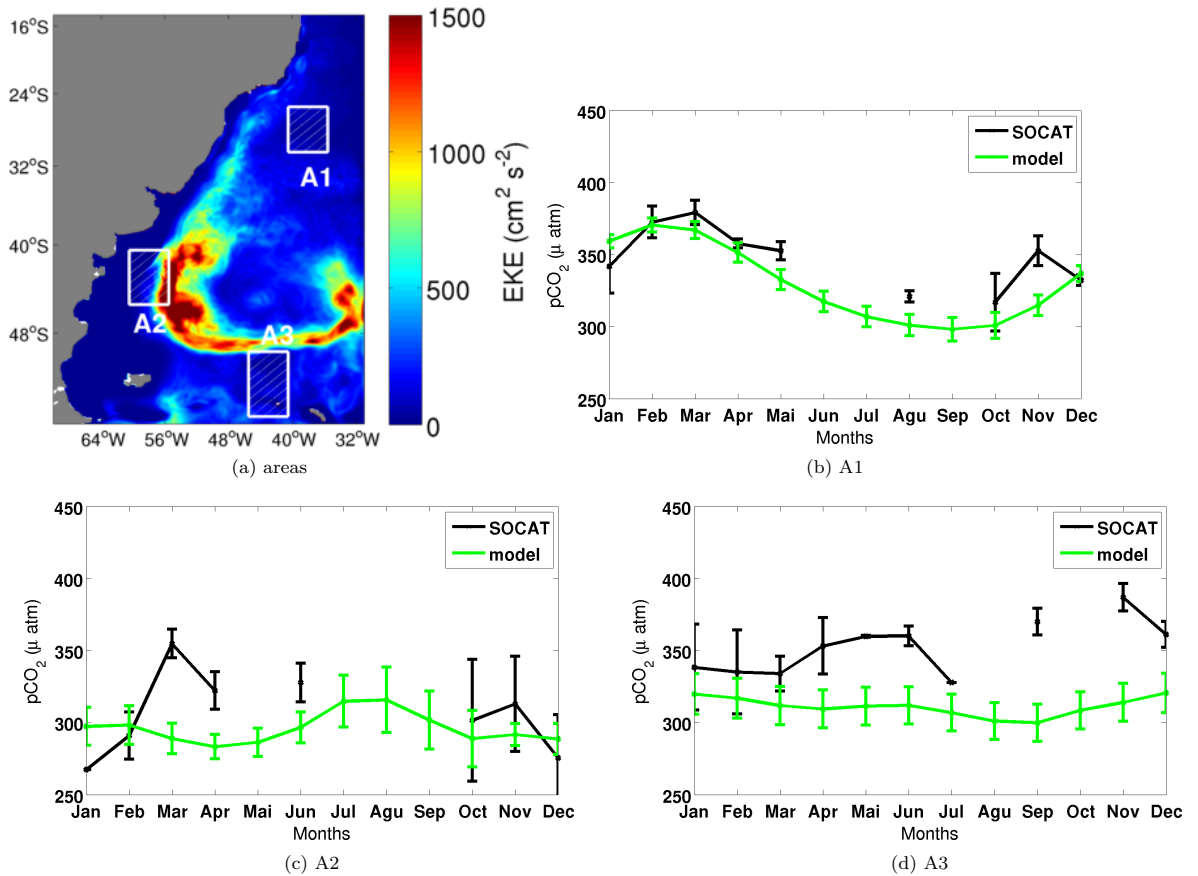 16°S
24°S
32°S
40°S
48°S
64°W 56°W 48°W 40°W 32°W
A1
A2
A3
1500
1000
500
0
EKE (cm² s⁻²)
(a) areas
450
400
350
300
250
pCO₂ (μ atm)
SOCAT
model
Jan Feb Mar Apr Mai Jun Jul Agu Sep Oct Nov Dec
Months
(b) A1
450
400
350
300
250
pCO₂ (μ atm)
SOCAT
model
Jan Feb Mar Apr Mai Jun Jul Agu Sep Oct Nov Dec
Months
(c) A2
450
400
350
300
250
pCO₂ (μ atm)
SOCAT
model
Jan Feb Mar Apr Mai Jun Jul Agu Sep Oct Nov Dec
Months
(d) A3